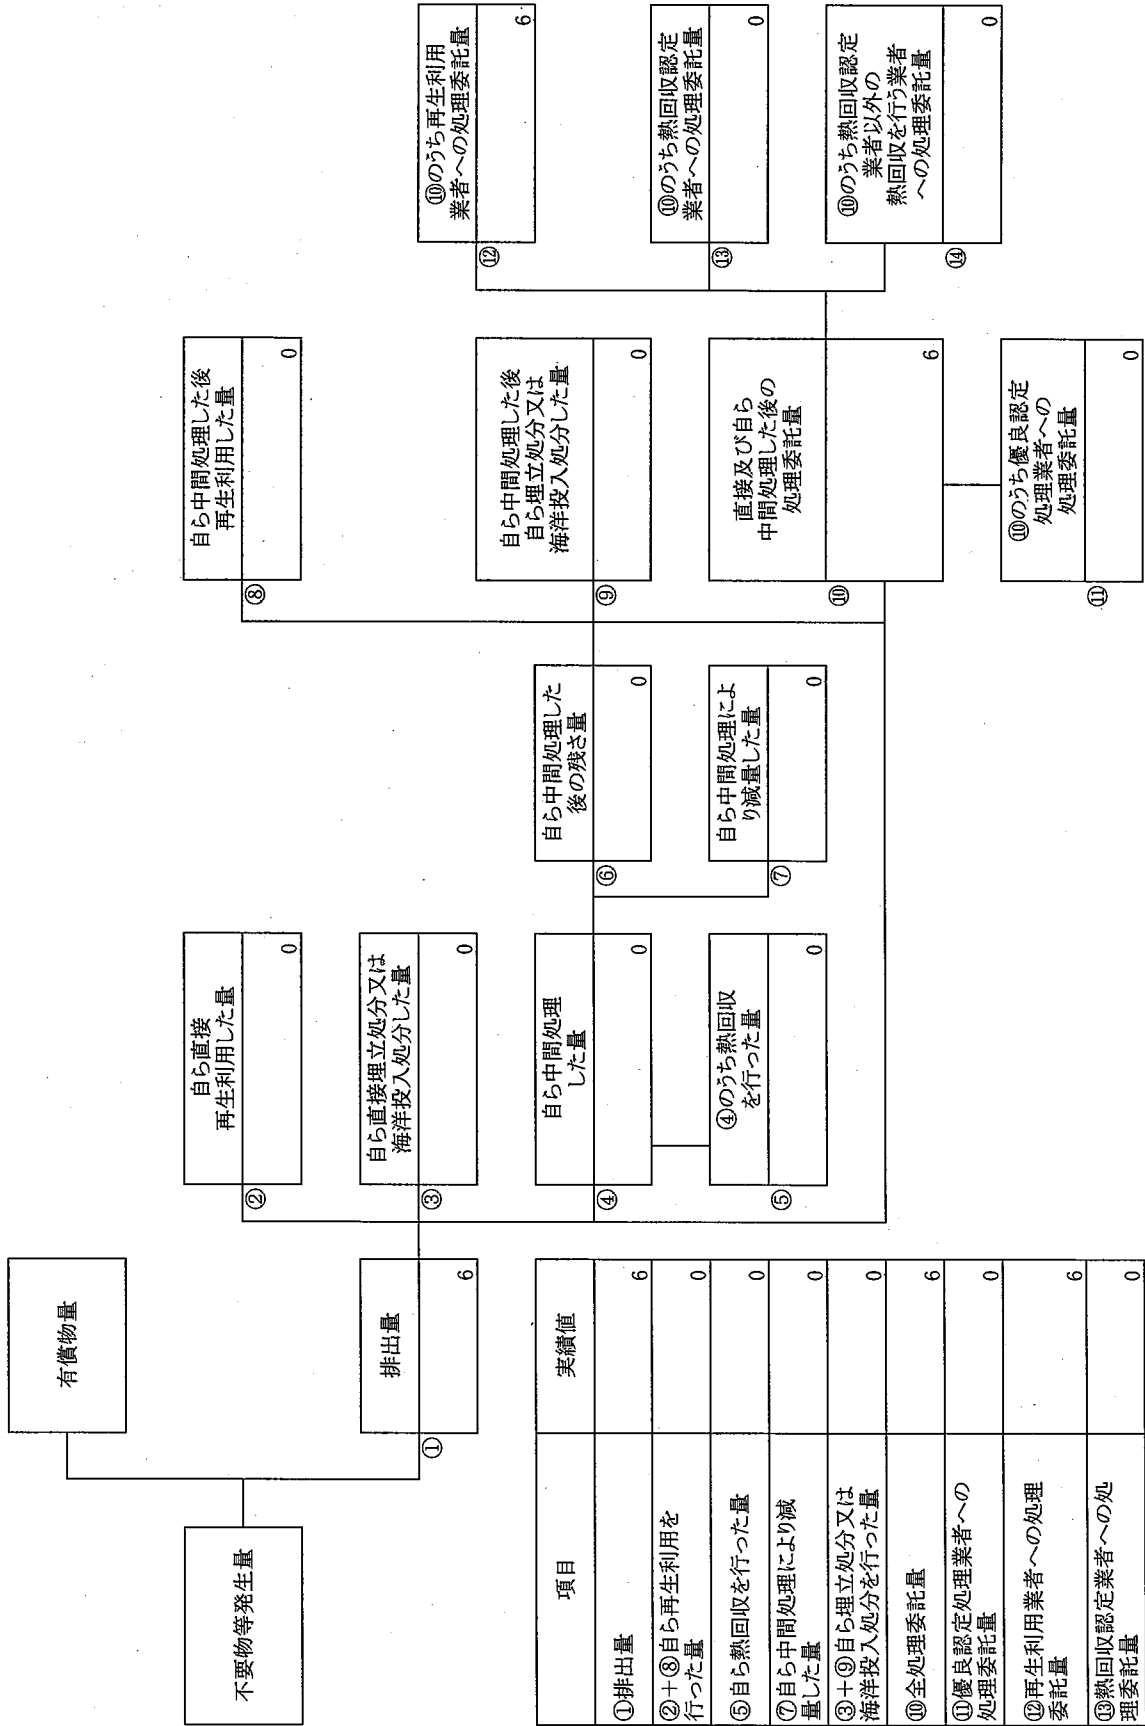 有償物量
不要物等発生量
①
排出量
6
②
自ら直接
再生利用した量
0
③
自ら直接埋立処分又は
海洋投入処分した量
0
④
自ら中間処理
した量
0
⑤
④のうち熱回収
を行った量
0
⑥
自ら中間処理した
後の残さ量
0
⑦
自ら中間処理によ
り減量した量
0
⑧
自ら中間処理した後
再生利用した量
0
⑨
自ら中間処理した後
自ら埋立処分又は
海洋投入処分した量
0
⑩
直接及び自ら
中間処理した後の
処理委託量
6
⑪
⑩のうち優良認定
処理業者への
処理委託量
0
⑫
⑩のうち再生利用
業者への処理委託量
6
⑬
⑩のうち熱回収認定
業者への処理委託量
0
⑭
⑩のうち熱回収認定
業者以外の
熱回収を行う業者
への処理委託量
0
項目 実績値
①排出量 6
②+⑧自ら再生利用を
行った量 0
⑤自ら熱回収を行った量 0
⑦自ら中間処理により減
量した量 0
③+⑨自ら埋立処分又は
海洋投入処分を行った量 0
⑩全処理委託量 6
⑪優良認定処理業者への
処理委託量 0
⑫再生利用業者への処理
委託量 6
⑬熱回収認定業者への処
理委託量 0